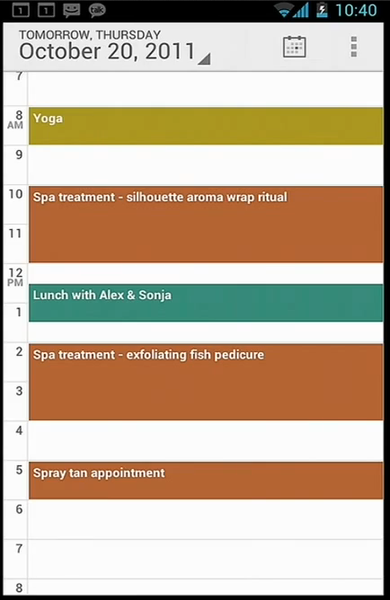 1 1 talk 10:40
TOMORROW, THURSDAY
October 20, 2011
7
8 AM Yoga
9
10 Spa treatment - silhouette aroma wrap ritual
11
12 PM
Lunch with Alex & Sonja
1
2 Spa treatment - exfoliating fish pedicure
3
4
5 Spray tan appointment
6
7
8